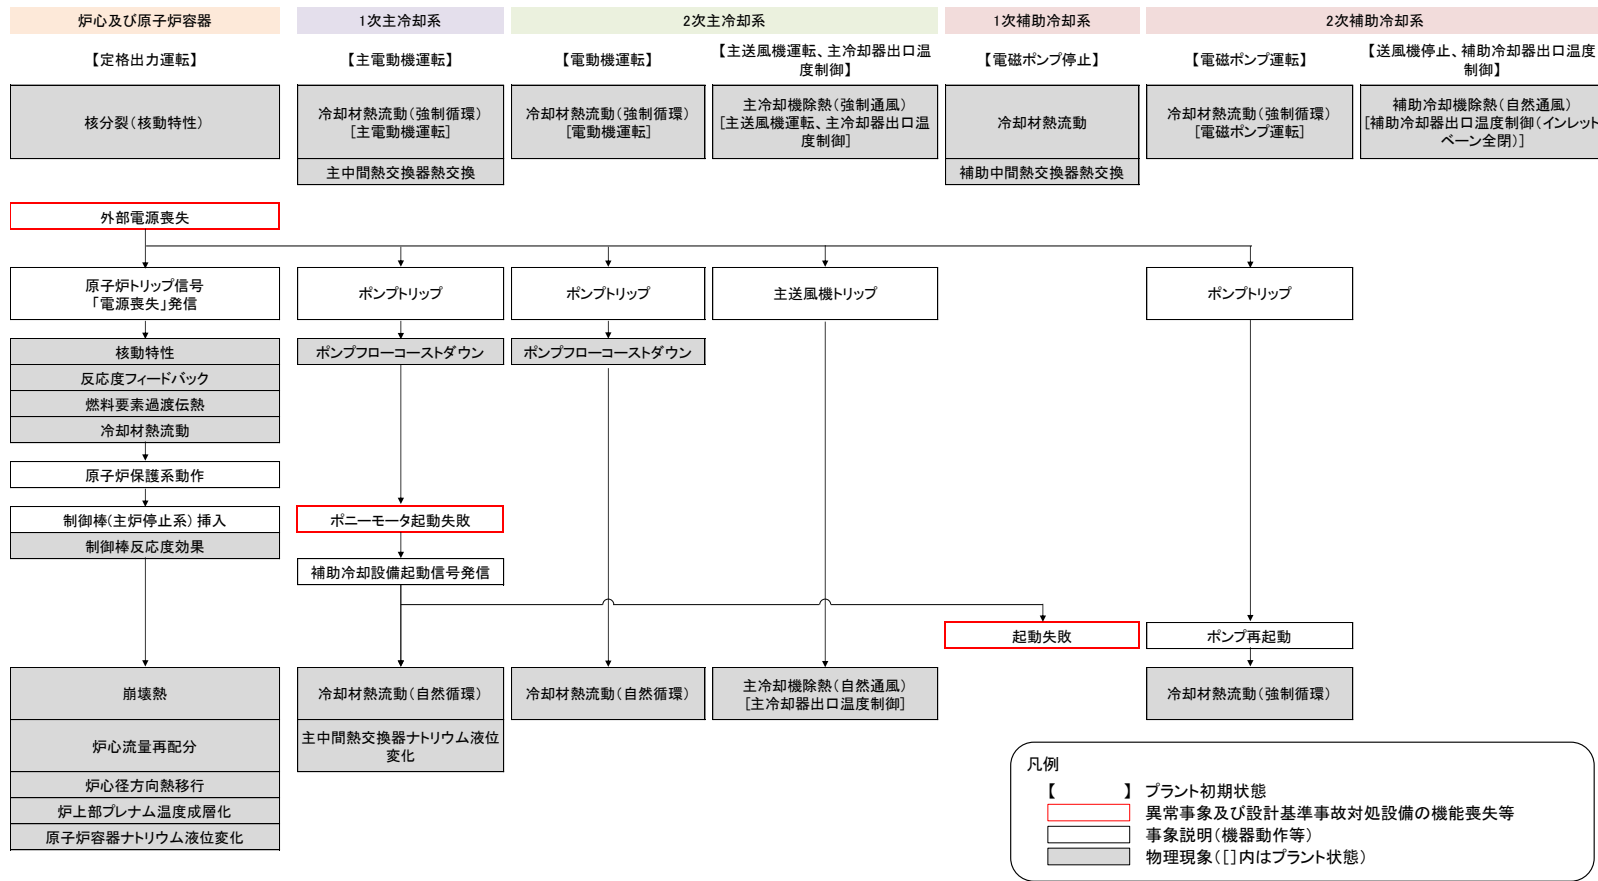 炉心及び原子炉容器
1次主冷却系
2次主冷却系
1次補助冷却系
2次補助冷却系
【定格出力運転】
【主電動機運転】
【電動機運転】
【主送風機運転、主冷却器出口温
度制御】
【電磁ポンプ停止】
【電磁ポンプ運転】
【送風機停止、補助冷却器出口温度
制御】
核分裂(核動特性)
冷却材熱流動(強制循環)
[主電動機運転]
冷却材熱流動(強制循環)
[電動機運転]
主冷却機除熱(強制通風)
[主送風機運転、主冷却器出口温
度制御]
冷却材熱流動
冷却材熱流動(強制循環)
[電磁ポンプ運転]
補助冷却機除熱(自然通風)
[補助冷却器出口温度制御(インレット
ベーン全閉)]
主中間熱交換器熱交換
補助中間熱交換器熱交換
外部電源喪失
原子炉トリップ信号
「電源喪失」発信
ポンプトリップ
ポンプトリップ
主送風機トリップ
ポンプトリップ
核動特性
反応度フィードバック
燃料要素過渡伝熱
冷却材熱流動
ポンプフローコーストダウン
ポンプフローコーストダウン
原子炉保護系動作
制御棒(主炉停止系)挿入
制御棒反応度効果
ポニーモータ起動失敗
補助冷却設備起動信号発信
起動失敗
ポンプ再起動
崩壊熱
炉心流量再配分
炉心径方向熱移行
炉上部プレナム温度成層化
原子炉容器ナトリウム液位変化
冷却材熱流動(自然循環)
主中間熱交換器ナトリウム液位
変化
冷却材熱流動(自然循環)
主冷却機除熱(自然通風)
[主冷却器出口温度制御]
冷却材熱流動(強制循環)
凡例
【 】 プラント初期状態
異常事象及び設計基準事故対処設備の機能喪失等
事象説明(機器動作等)
物理現象([]内はプラント状態)